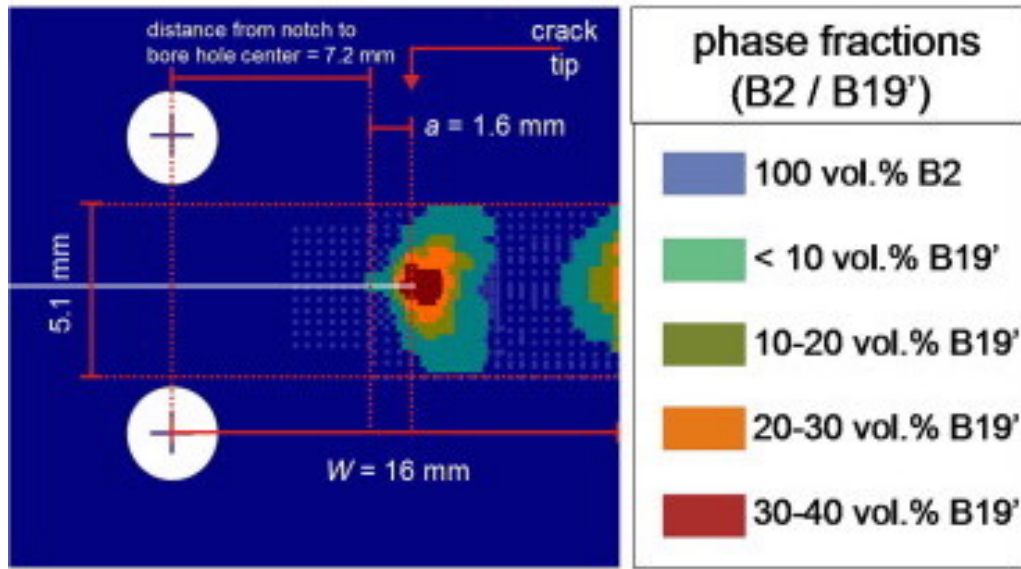 distance from notch to
bore hole center = 7.2 mm
crack
tip
a = 1.6 mm
5.1 mm
W = 16 mm
phase fractions
(B2 / B19')
100 vol.% B2
< 10 vol.% B19'
10-20 vol.% B19'
20-30 vol.% B19'
30-40 vol.% B19'